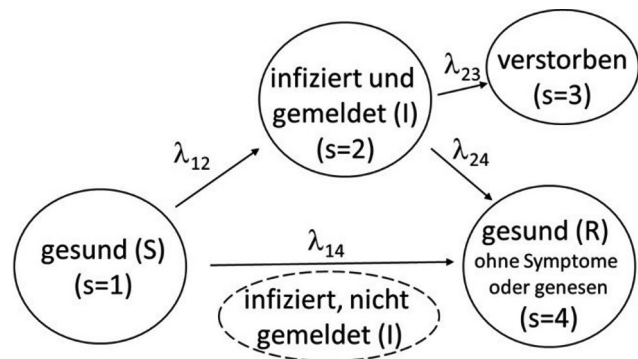 infiziert und
gemeldet (I)
(s=2)
verstorben
(s=3)
λ23
λ12
λ24
gesund (S)
(s=1)
λ14
infiziert, nicht
gemeldet (I)
gesund (R)
ohne Symptome
oder genesen
(s=4)